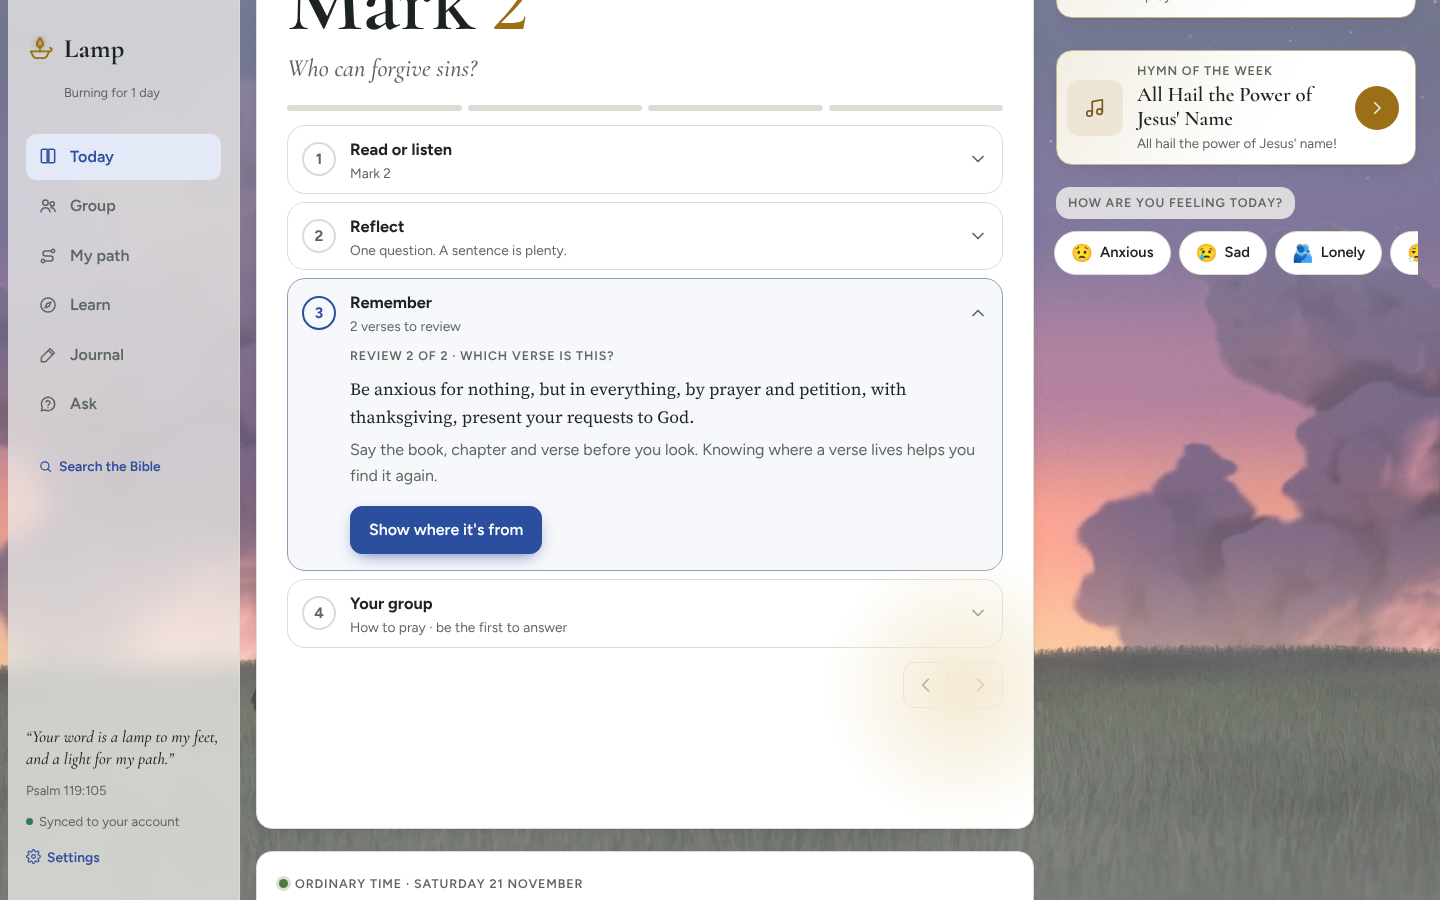 Lamp
Burning for 1 day
Today
Group
My path
Learn
Journal
Ask
Search the Bible
“Your word is a lamp to my feet,
and a light for my path.”
Psalm 119:105
Synced to your account
Settings
Mark 2
Who can forgive sins?
1
Read or listen
Mark 2
2
Reflect
One question. A sentence is plenty.
3
Remember
2 verses to review
REVIEW 2 OF 2 · WHICH VERSE IS THIS?
Be anxious for nothing, but in everything, by prayer and petition, with
thanksgiving, present your requests to God.
Say the book, chapter and verse before you look. Knowing where a verse lives helps you
find it again.
Show where it's from
4
Your group
How to pray · be the first to answer
ORDINARY TIME · SATURDAY 21 NOVEMBER
HYMN OF THE WEEK
All Hail the Power of
Jesus' Name
All hail the power of Jesus' name!
HOW ARE YOU FEELING TODAY?
Anxious
Sad
Lonely